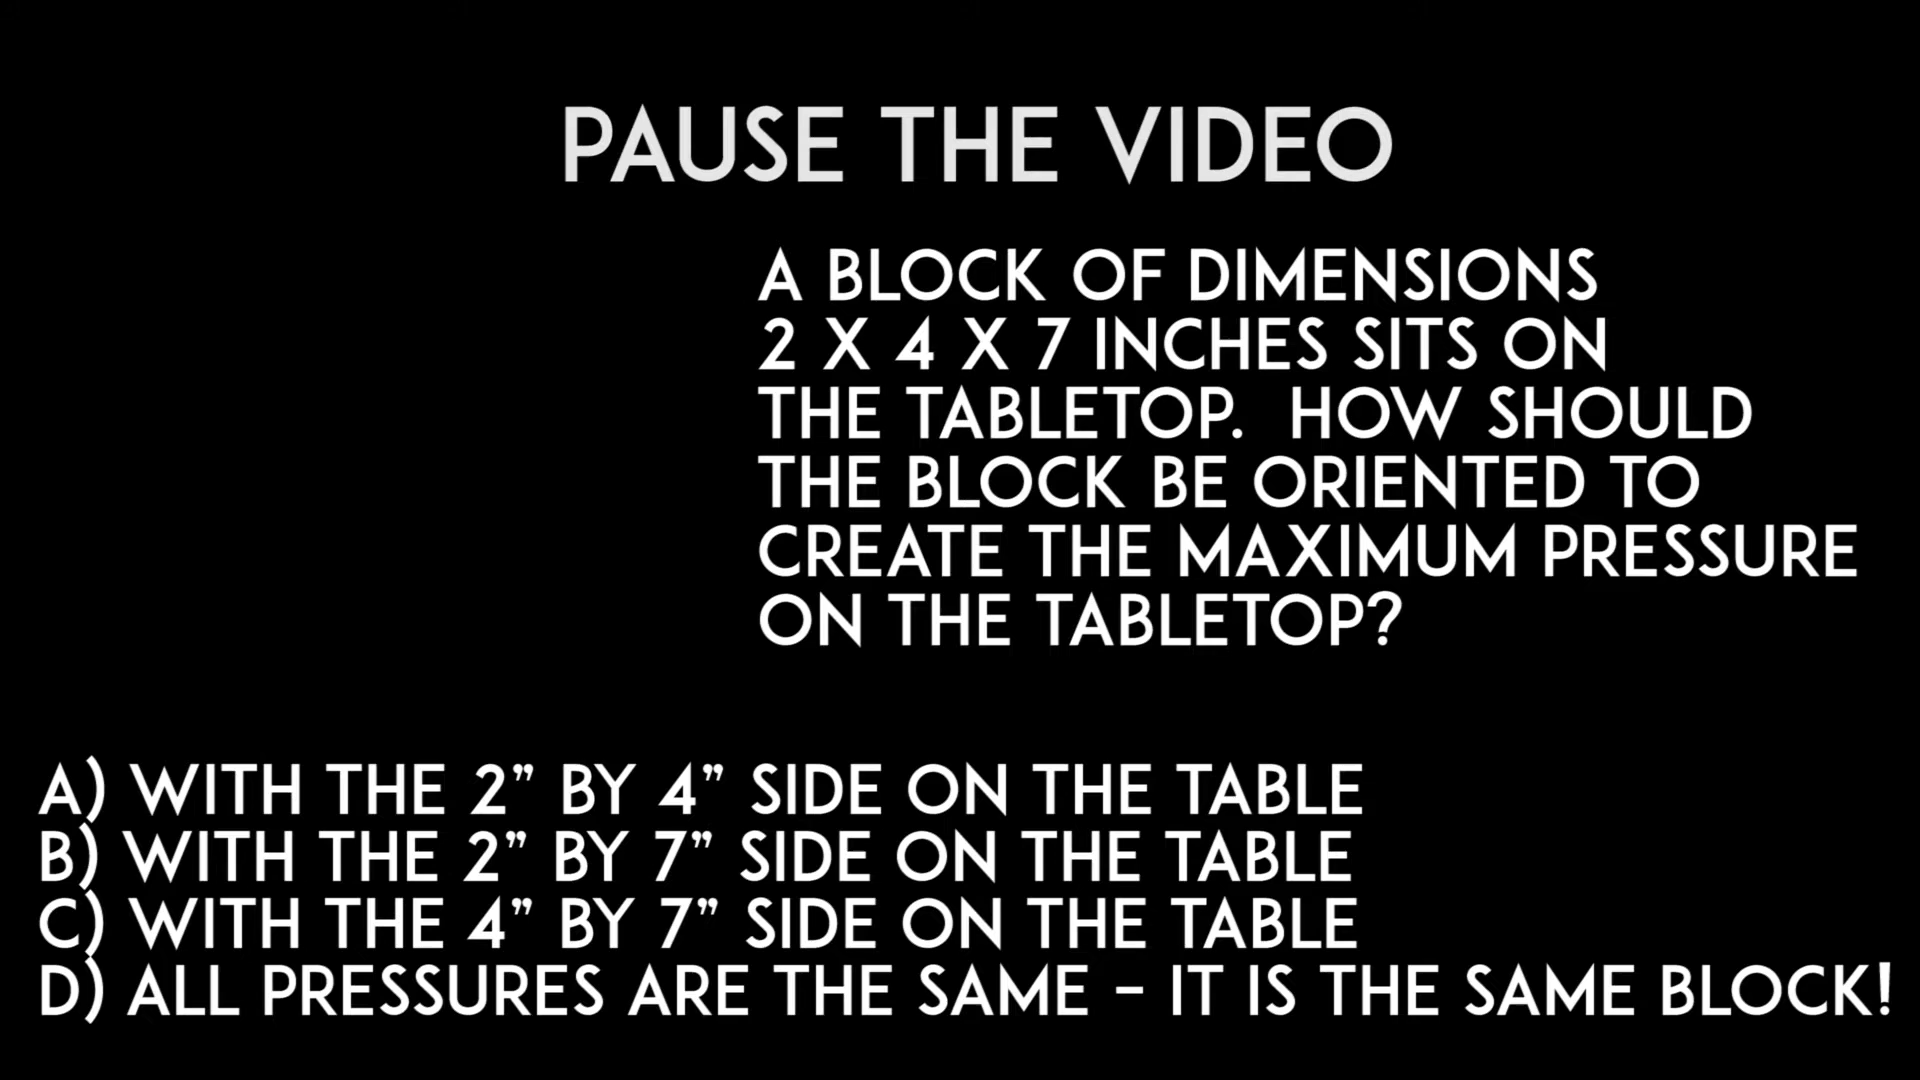 PAUSE THE VIDEO
A BLOCK OF DIMENSIONS
2 X 4 X 7 INCHES SITS ON
THE TABLETOP. HOW SHOULD
THE BLOCK BE ORIENTED TO
CREATE THE MAXIMUM PRESSURE
ON THE TABLETOP?
A) WITH THE 2” BY 4” SIDE ON THE TABLE
B) WITH THE 2” BY 7” SIDE ON THE TABLE
C) WITH THE 4” BY 7” SIDE ON THE TABLE
D) ALL PRESSURES ARE THE SAME – IT IS THE SAME BLOCK!